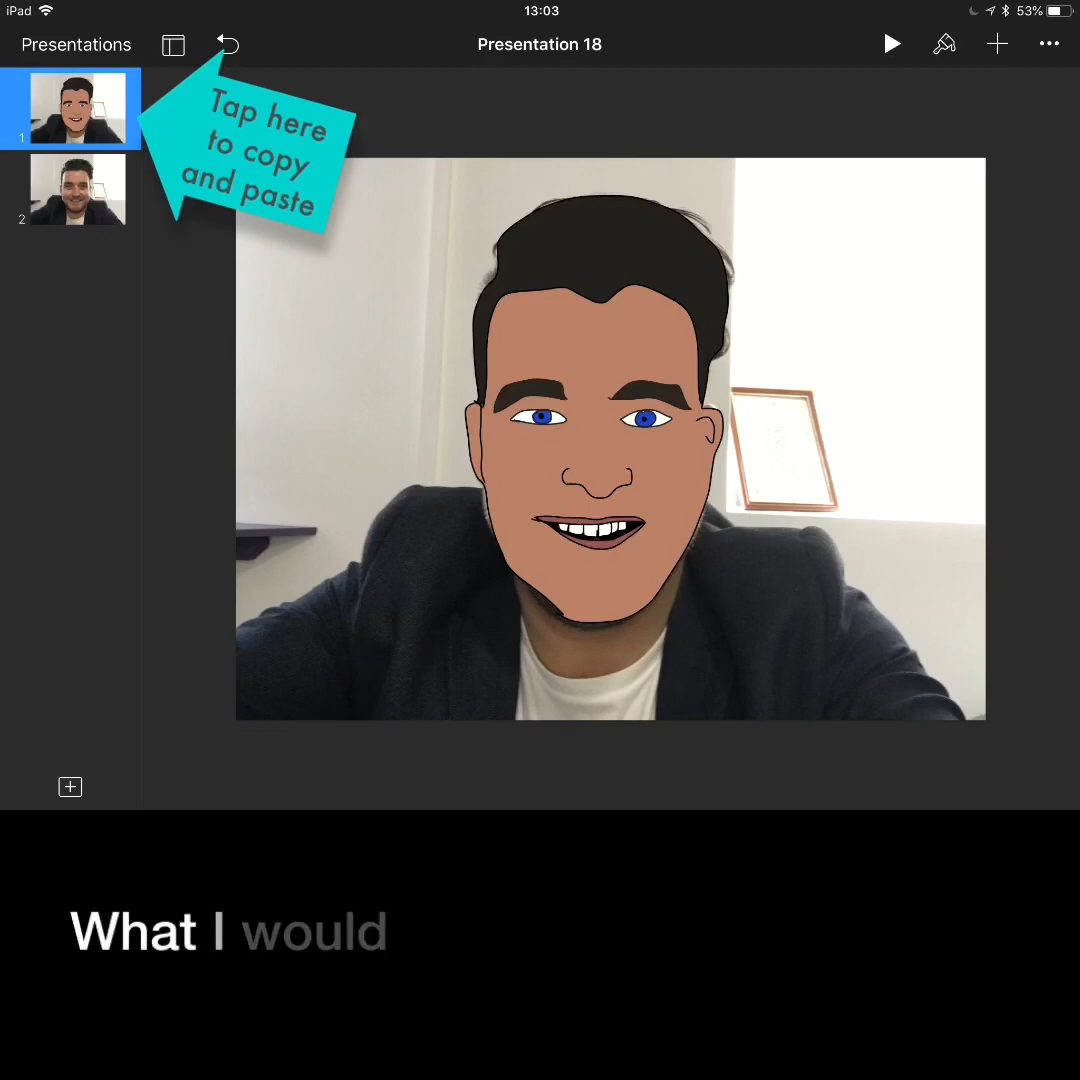 iPad 13:03 53%
Presentations Presentation 18
Tap here
to copy
and paste
1
2
What I would